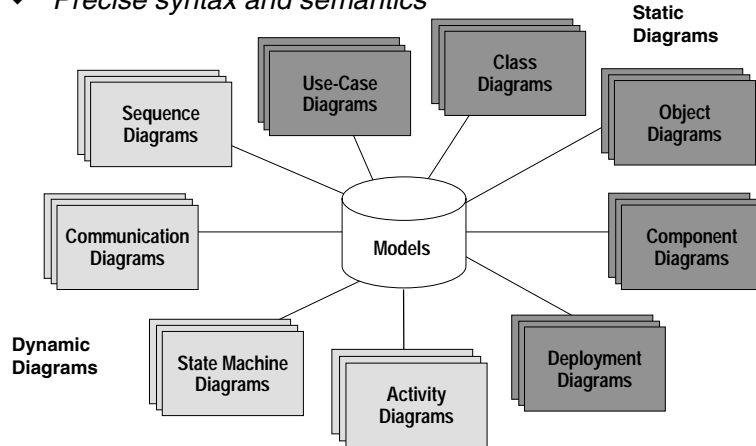 Precise syntax and semantics
Static
Diagrams
Class
Diagrams
Use-Case
Diagrams
Sequence
Diagrams
Object
Diagrams
Communication
Diagrams
Models
Component
Diagrams
Dynamic
Diagrams
State Machine
Diagrams
Activity
Diagrams
Deployment
Diagrams